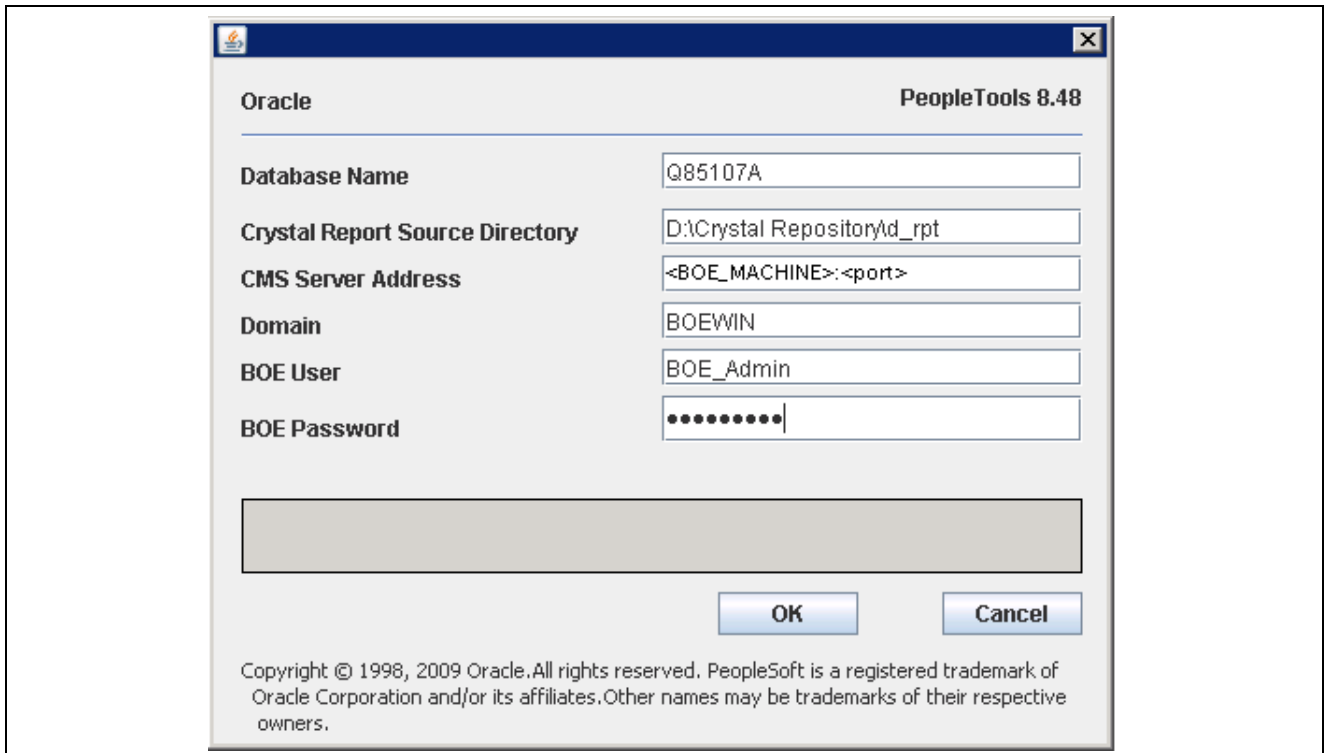 Oracle
PeopleTools 8.48
Database Name
Q85107A
Crystal Report Source Directory
D:\Crystal Repository\d_rpt
CMS Server Address
<BOE_MACHINE>:<port>
Domain
BOEWIN
BOE User
BOE_Admin
BOE Password
•••••••••
OK
Cancel
Copyright © 1998, 2009 Oracle.All rights reserved. PeopleSoft is a registered trademark of
Oracle Corporation and/or its affiliates.Other names may be trademarks of their respective
owners.